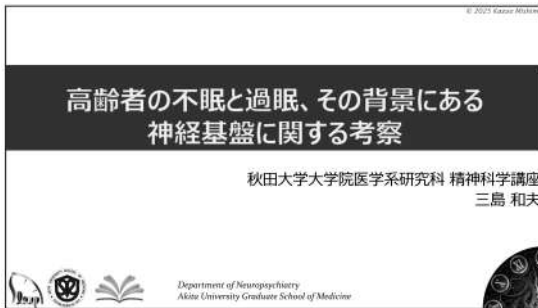 © 2025 Kazuo Mishim
高齢者の不眠と過眠、その背景にある
神経基盤に関する考察
秋田大学大学院医学系研究科 精神科学講座
三島 和夫
Department of Neuropsychiatry
Akita University Graduate School of Medicine